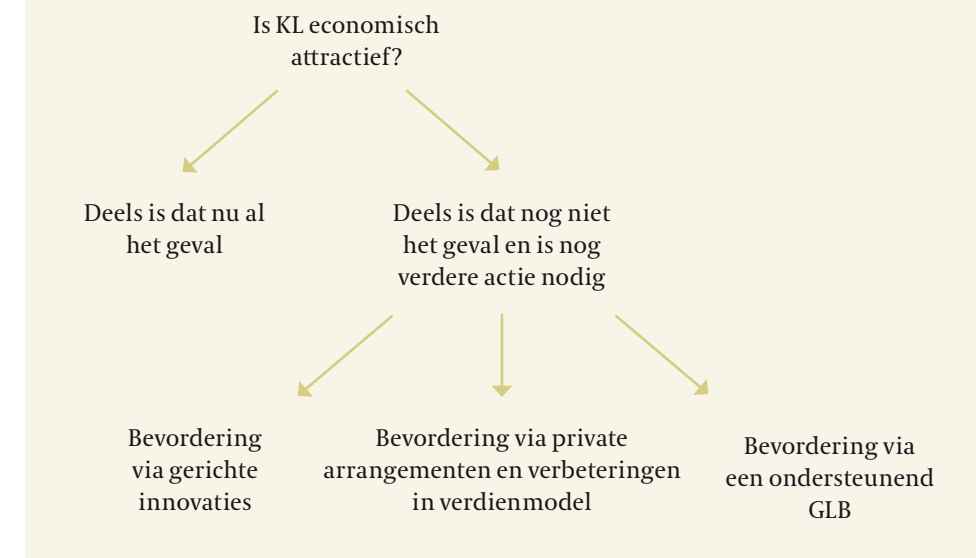 Is KL economisch
attractief?
Deels is dat nu al
het geval
Deels is dat nog niet
het geval en is nog
verdere actie nodig
Bevordering
via gerichte
innovaties
Bevordering via private
arrangementen en verbeteringen
in verdienmodel
Bevordering via
een ondersteunend
GLB